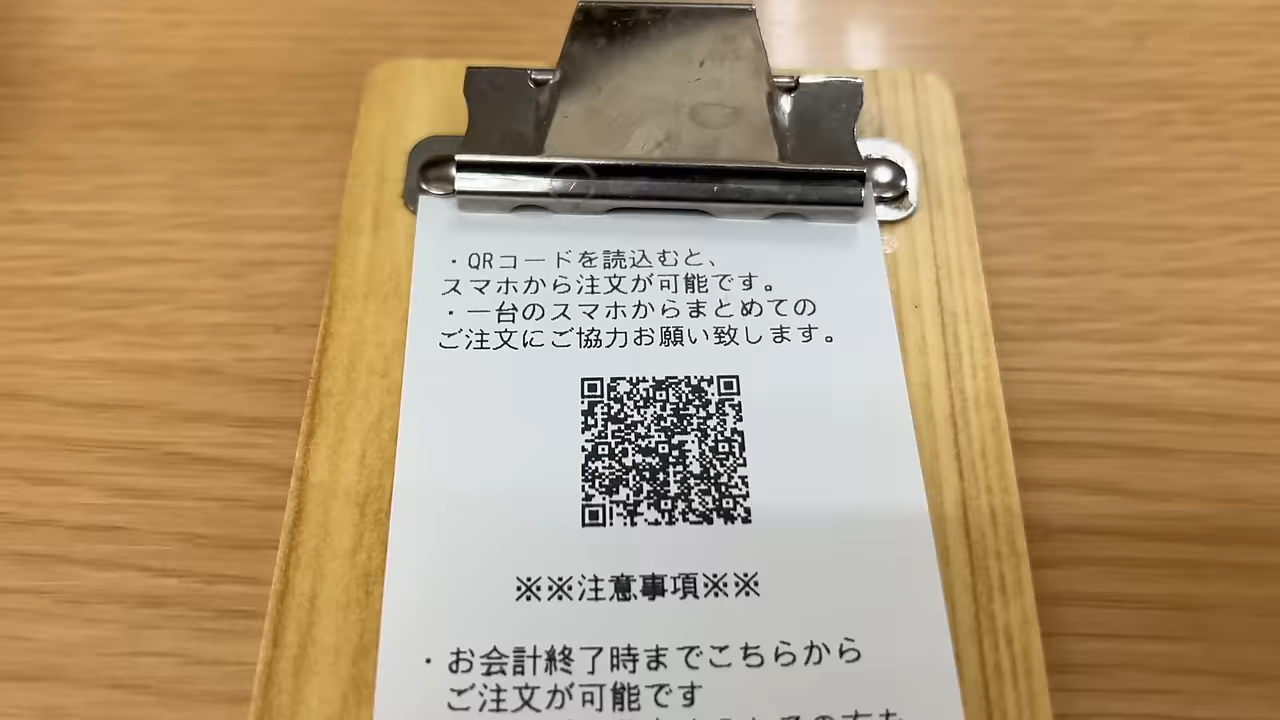 ・QRコードを読込むと、
スマホから注文が可能です。
・一台のスマホからまとめての
ご注文にご協力お願い致します。
※※注意事項※※
・お会計終了時までこちらから
ご注文が可能です